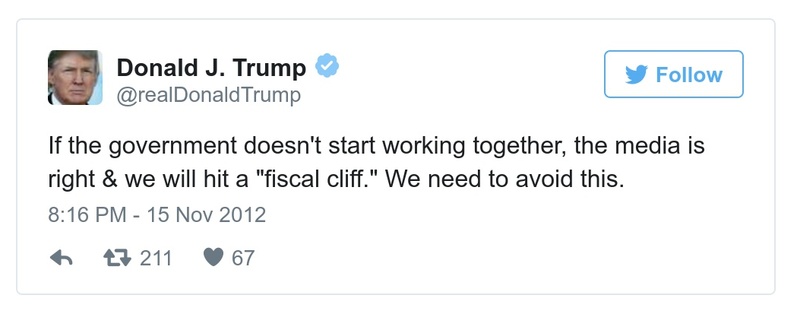 Donald J. Trump
Follow
@realDonaldTrump
If the government doesn't start working together, the media is
right & we will hit a "fiscal cliff." We need to avoid this.
8:16 PM - 15 Nov 2012
211 67